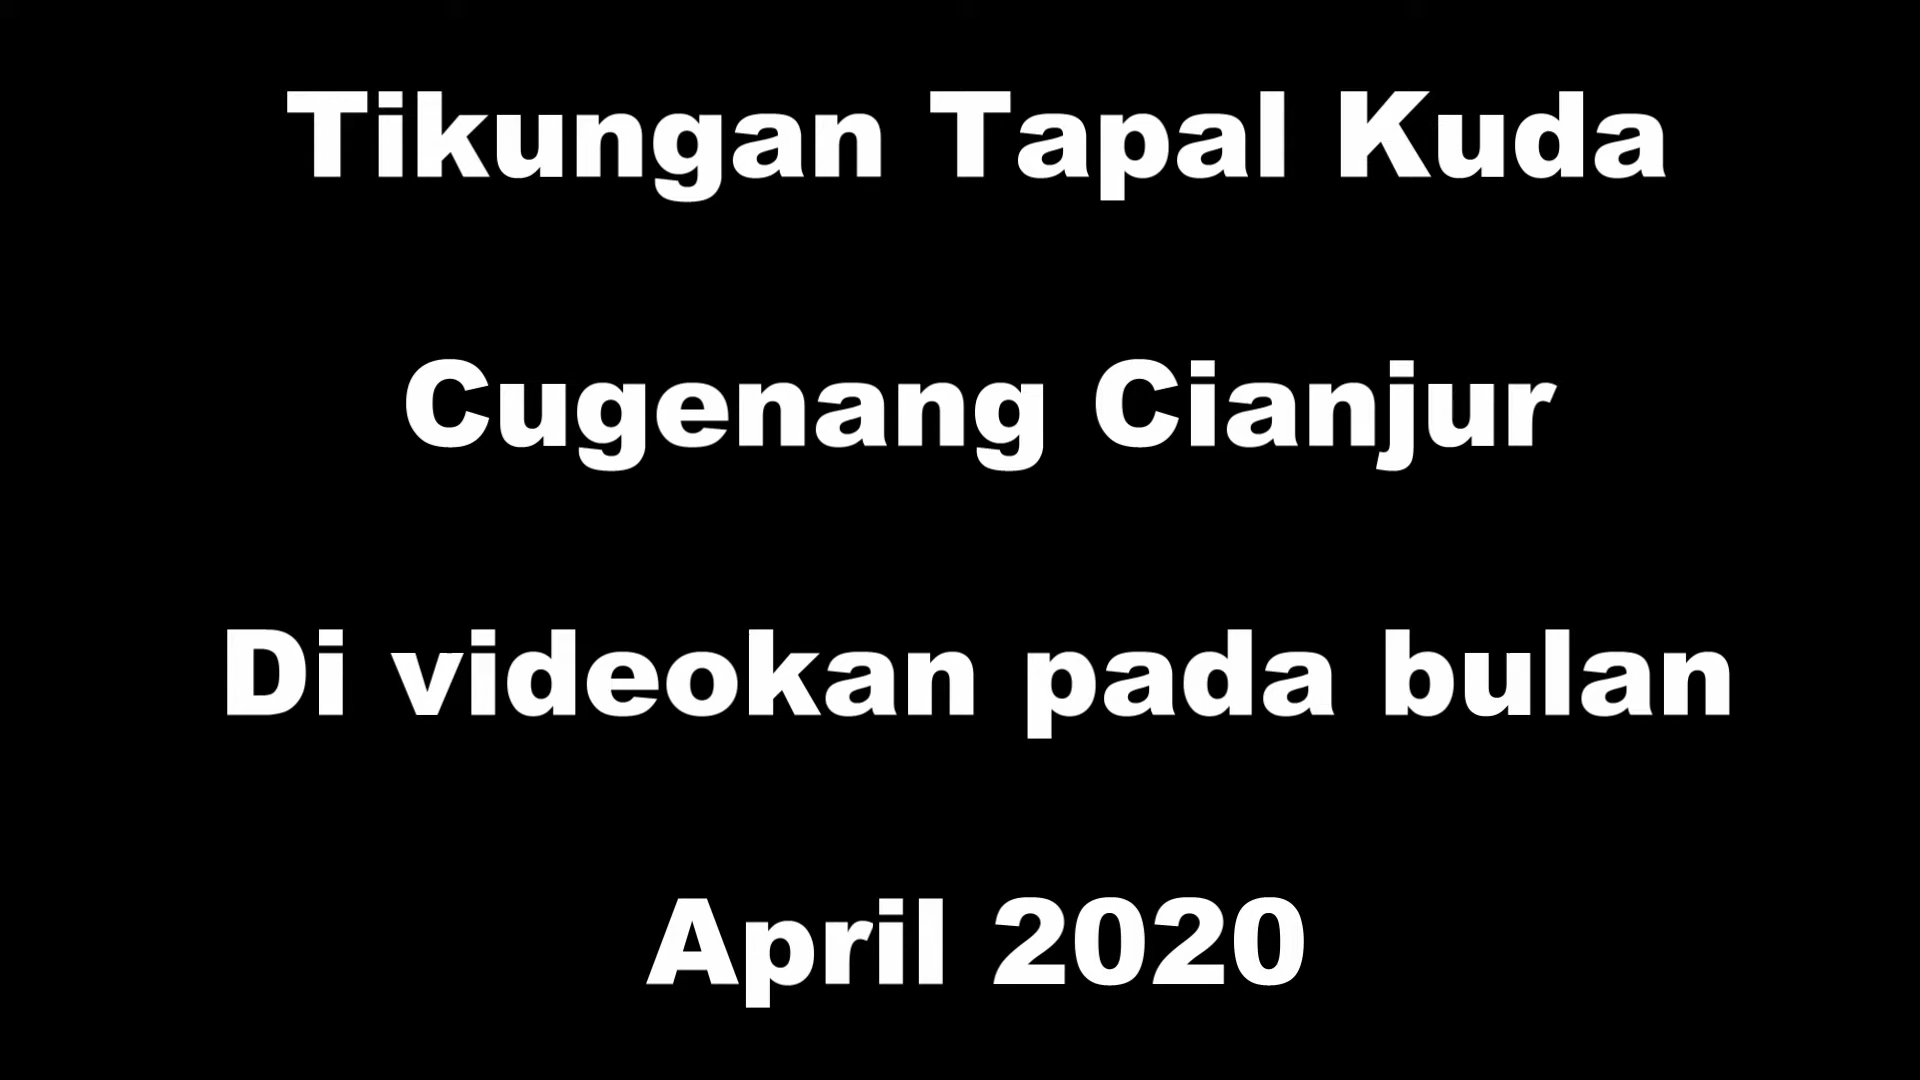 Tikungan Tapal Kuda
Cugenang Cianjur
Di videokan pada bulan
April 2020